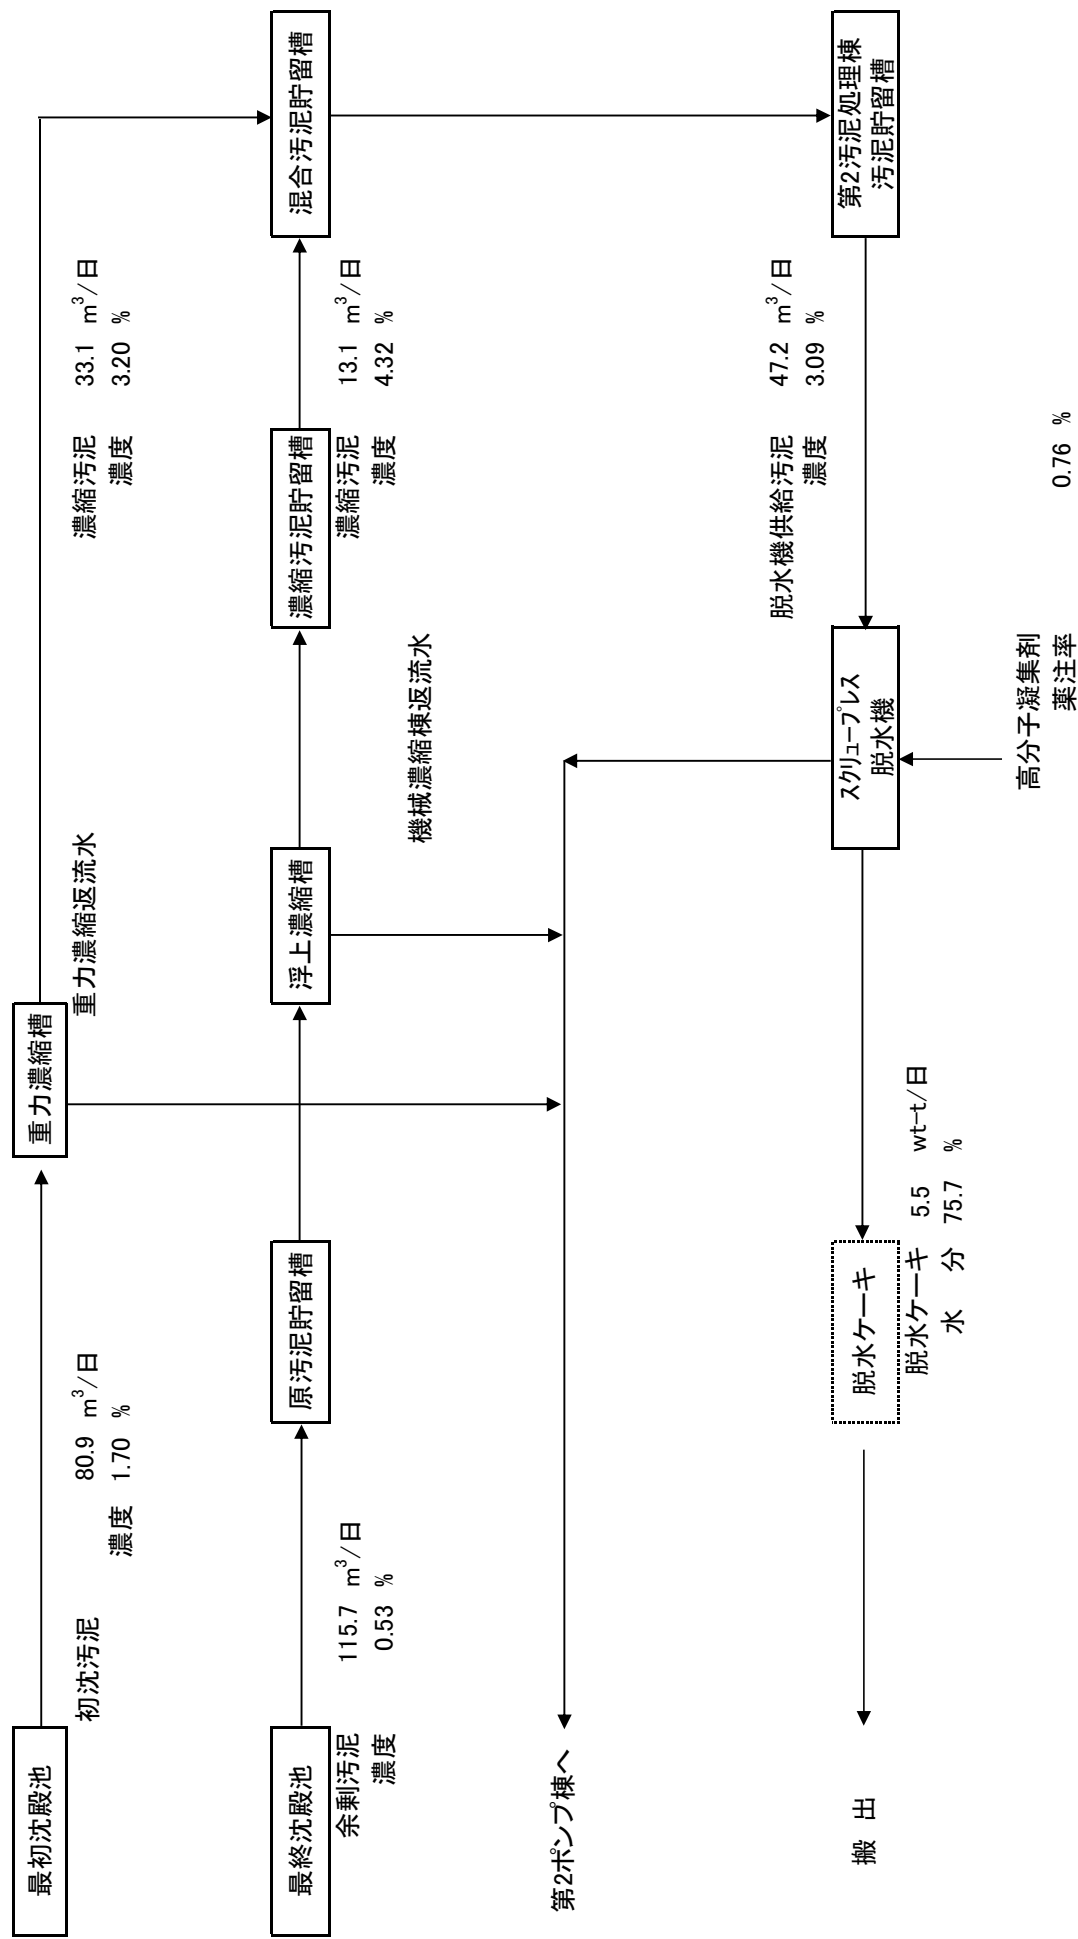 最初沈殿池
初沈汚泥 80.9 m³/日
濃度 1.70 %
重力濃縮槽
重力濃縮返流水
濃縮汚泥 33.1 m³/日
濃度 3.20 %
最終沈殿池
余剰汚泥 115.7 m³/日
濃度 0.53 %
原汚泥貯留槽
浮上濃縮槽
機械濃縮棟返流水
濃縮汚泥貯留槽
濃縮汚泥 13.1 m³/日
濃度 4.32 %
混合汚泥貯留槽
第2ポンプ棟へ
搬 出
脱水ケーキ
脱水ケーキ 5.5 wt-t/日
水 分 75.7 %
スクリュープレス
脱水機
脱水機供給汚泥 47.2 m³/日
濃度 3.09 %
第2汚泥処理棟
汚泥貯留槽
高分子凝集剤
薬注率 0.76 %